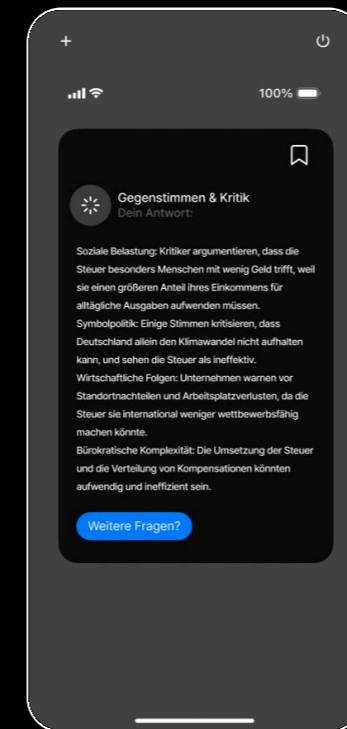 100%
Gegenstimmen & Kritik
Dein Antwort:
Soziale Belastung: Kritiker argumentieren, dass die
Steuer besonders Menschen mit wenig Geld trifft, weil
sie einen größeren Anteil ihres Einkommens für
alltägliche Ausgaben aufwenden müssen.
Symbolpolitik: Einige Stimmen kritisieren, dass
Deutschland allein den Klimawandel nicht aufhalten
kann, und sehen die Steuer als ineffektiv.
Wirtschaftliche Folgen: Unternehmen warnen vor
Standortnachteilen und Arbeitsplatzverlusten, da die
Steuer sie international weniger wettbewerbsfähig
machen könnte.
Bürokratische Komplexität: Die Umsetzung der Steuer
und die Verteilung von Kompensationen könnten
aufwendig und ineffizient sein.
Weitere Fragen?